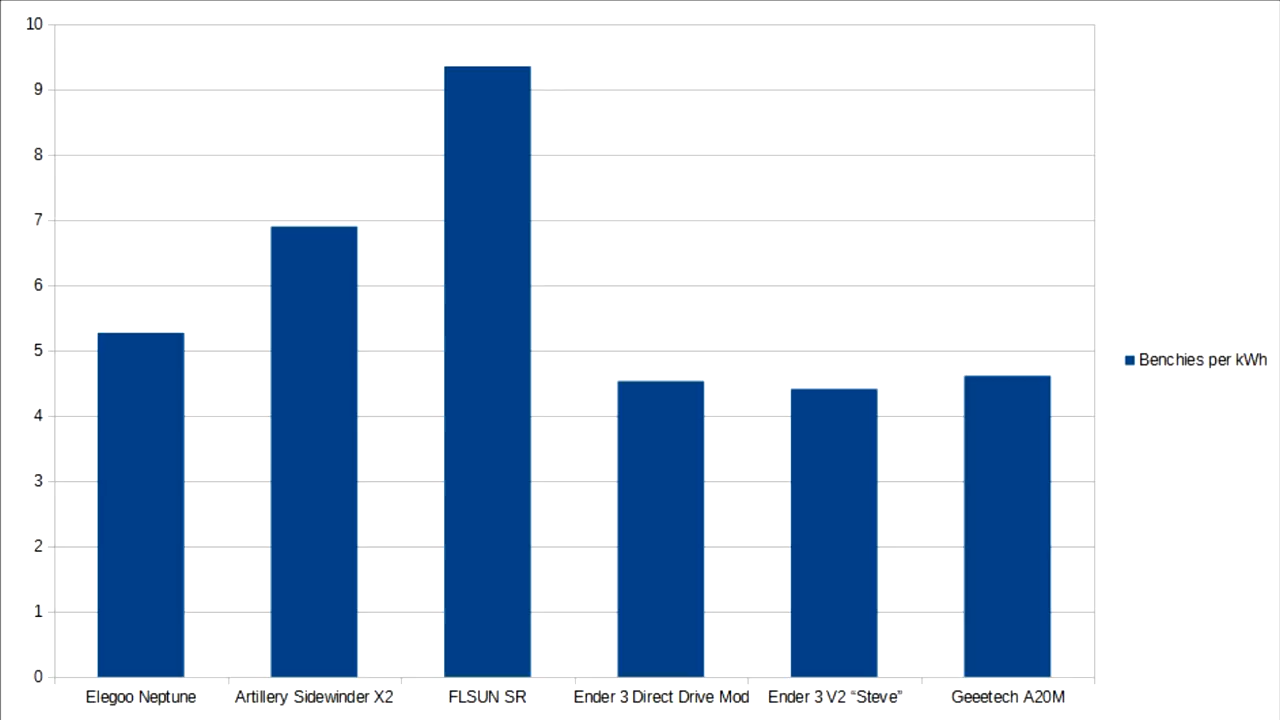 10
9
8
7
6
5
4
3
2
1
0
Elegoo Neptune
Artillery Sidewinder X2
FLSUN SR
Ender 3 Direct Drive Mod
Ender 3 V2 “Steve”
Geeetech A20M
Benchies per kWh